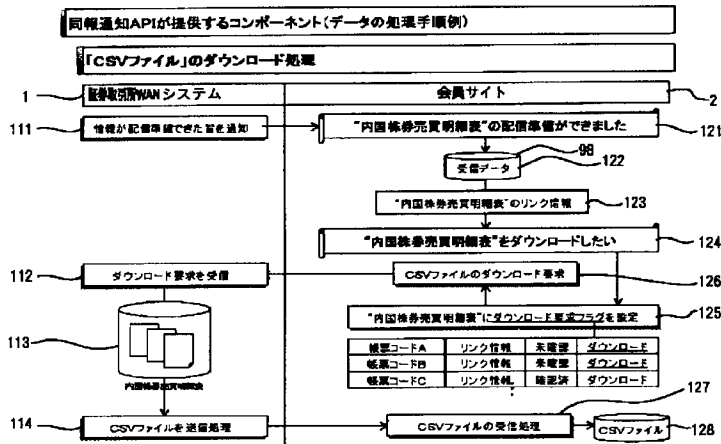 同報通知APIが提供するコンポーネント(データの処理手順例)
「CSVファイル」のダウンロード処理
1
証券取引所WANシステム
会員サイト
2
111
情報が配信準備できた旨を通知
"内国株券売買明細表"の配信準備ができました
121
98
受信データ
122
"内国株券売買明細表"のリンク情報
123
"内国株券売買明細表"をダウンロードしたい
124
112
ダウンロード要求を受信
CSVファイルのダウンロード要求
126
"内国株券売買明細表"にダウンロード要求フラグを設定
125
113
内国株券売買明細表
帳票コードA リンク情報 未確認 ダウンロード
帳票コードB リンク情報 未確認 ダウンロード
帳票コードC リンク情報 確認済 ダウンロード
127
114
CSVファイルを送信処理
CSVファイルの受信処理
CSVファイル
128